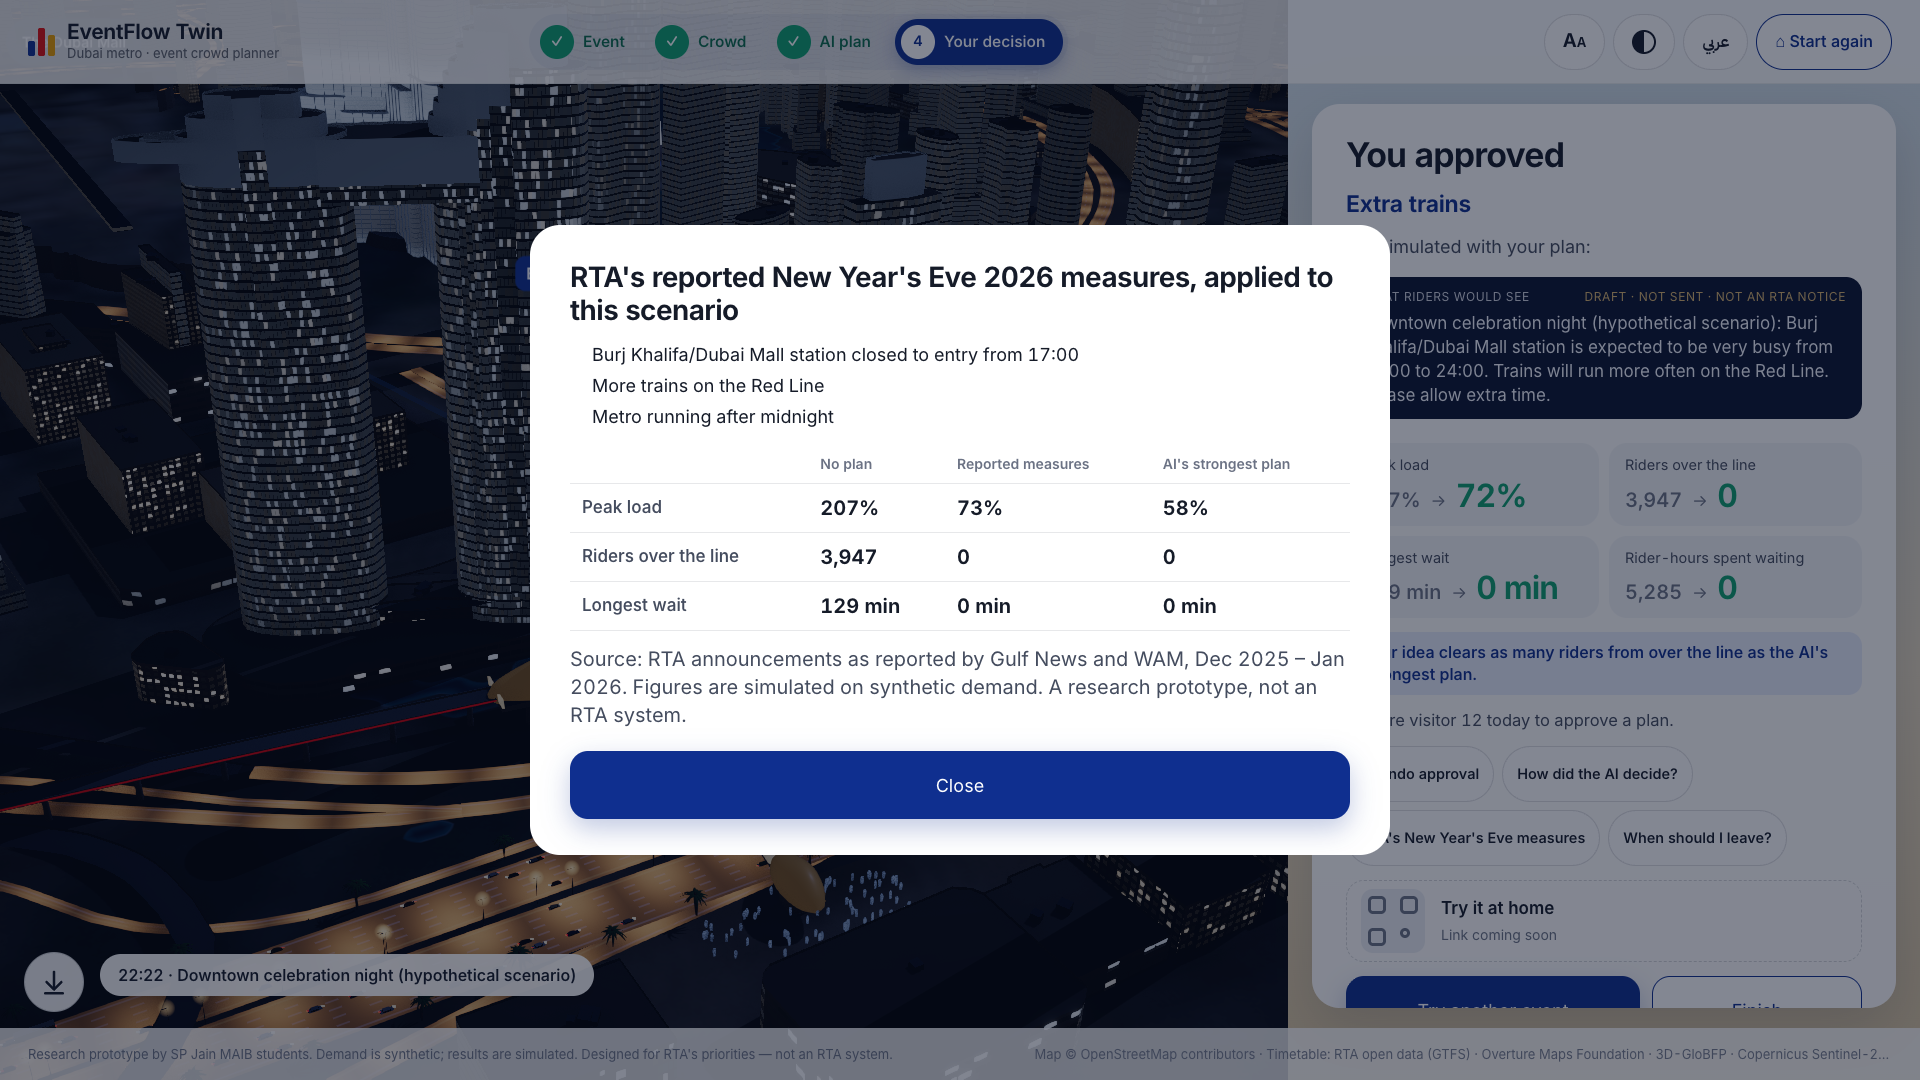 EventFlow Twin
Dubai metro · event crowd planner
Event
Crowd
AI plan
4
Your decision
AA
عربي
Start again
You approved
Extra trains
imulated with your plan:
RIDERS WOULD SEE
DRAFT · NOT SENT · NOT AN RTA NOTICE
celebration night (hypothetical scenario): Burj
Mall station is expected to be very busy from
00 to 24:00. Trains will run more often on the Red Line.
allow extra time.
load
7% → 72%
Riders over the line
3,947 → 0
wait
9 min → 0 min
Rider-hours spent waiting
5,285 → 0
idea clears as many riders from over the line as the AI's
plan.
visitor 12 today to approve a plan.
ndo approval
How did the AI decide?
's New Year's Eve measures
When should I leave?
Try it at home
Link coming soon
Try another event
Finish
RTA's reported New Year's Eve 2026 measures, applied to
this scenario
Burj Khalifa/Dubai Mall station closed to entry from 17:00
More trains on the Red Line
Metro running after midnight
No plan
Reported measures
AI's strongest plan
Peak load
207%
73%
58%
Riders over the line
3,947
0
0
Longest wait
129 min
0 min
0 min
Source: RTA announcements as reported by Gulf News and WAM, Dec 2025 – Jan
2026. Figures are simulated on synthetic demand. A research prototype, not an
RTA system.
Close
22:22 · Downtown celebration night (hypothetical scenario)
Research prototype by SP Jain MAIB students. Demand is synthetic; results are simulated. Designed for RTA's priorities — not an RTA system.
Map © OpenStreetMap contributors · Timetable: RTA open data (GTFS) · Overture Maps Foundation · 3D-GloBFP · Copernicus Sentinel-2…